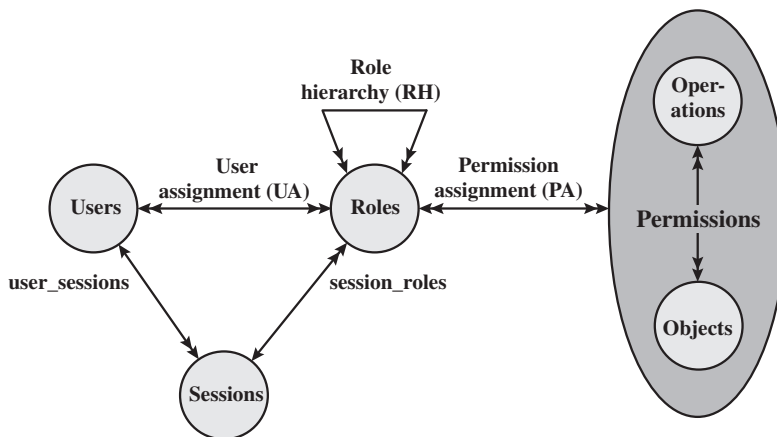 Role
hierarchy (RH)
Oper-
ations
User
assignment (UA)
Permission
assignment (PA)
Users
Roles
Permissions
user_sessions
session_roles
Objects
Sessions